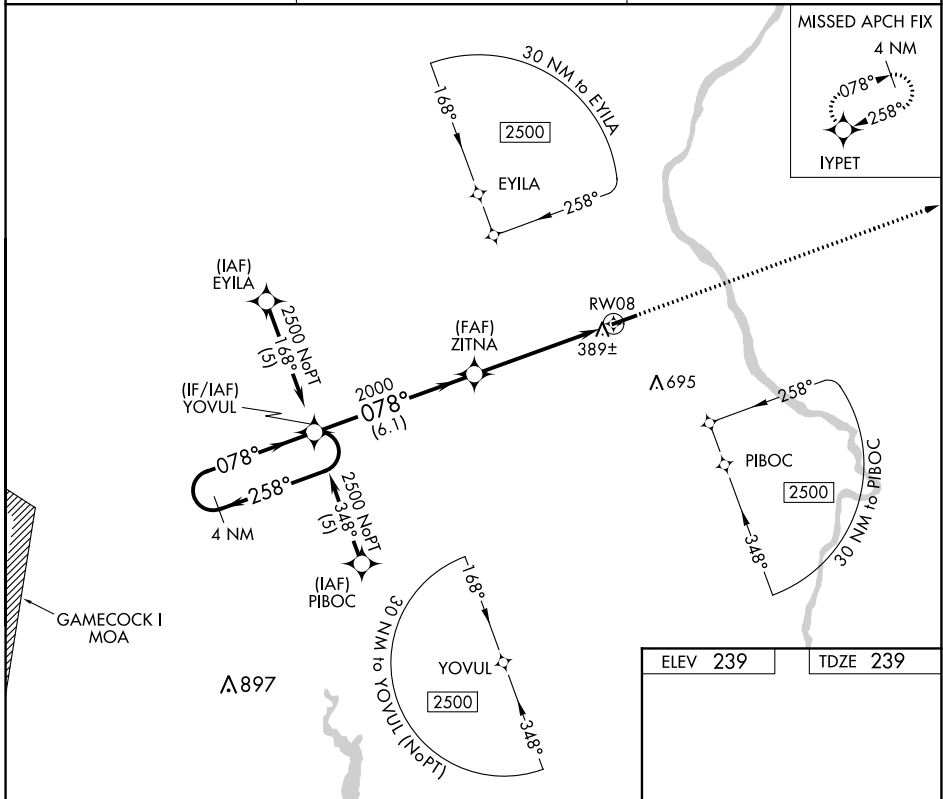 MISSED APCH FIX
4 NM
078°
258°
IYPET
30 NM to EYILA
168°
2500
EYILA
258°
(IAF)
EYILA
2500 NoPT
168°
(5)
RW08
389±
(FAF)
ZITNA
2000
078°
(6.1)
695
(IF/IAF)
YOVUL
078°
258°
4 NM
2500 NoPT
348°
(5)
(IAF)
PIBOC
258°
PIBOC
2500
348°
30 NM to PIBOC
GAMECOCK I
MOA
897
168°
YOVUL
2500
348°
30 NM to YOVUL (NoPT)
ELEV 239
TDZE 239